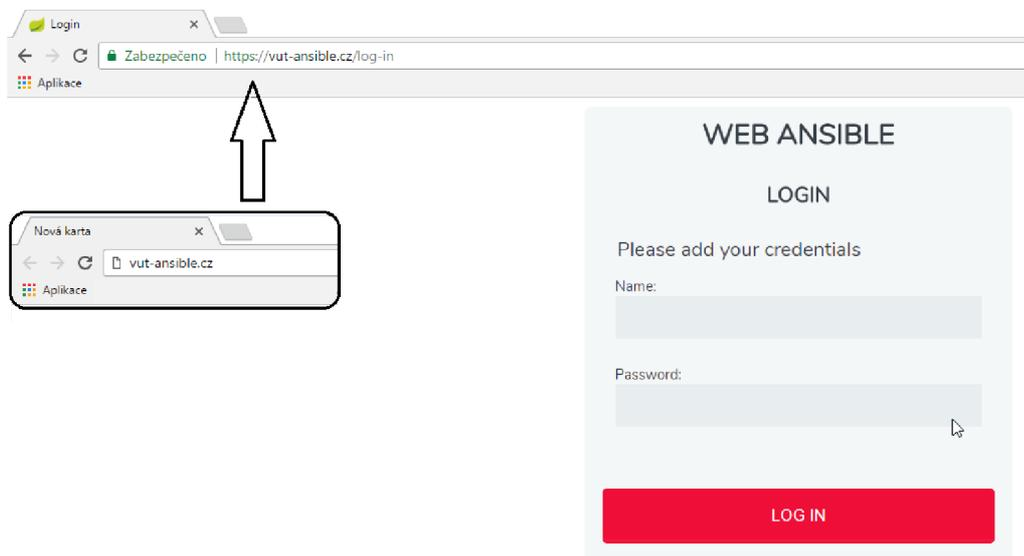 Login
Zabezpečeno | https://vut-ansible.cz/log-in
Aplikace
WEB ANSIBLE
LOGIN
Please add your credentials
Name:
Password:
LOG IN
Nová karta
vut-ansible.cz
Aplikace